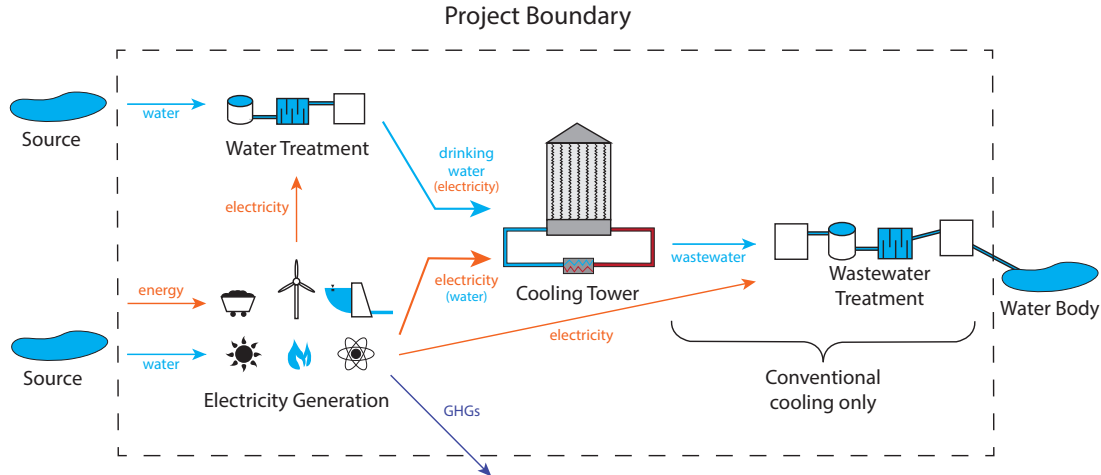 Project Boundary
Source
water
Water Treatment
drinking
water
(electricity)
electricity
energy
electricity
(water)
Cooling Tower
wastewater
Wastewater
Treatment
Water Body
Source
water
Electricity Generation
electricity
GHGs
Conventional
cooling only